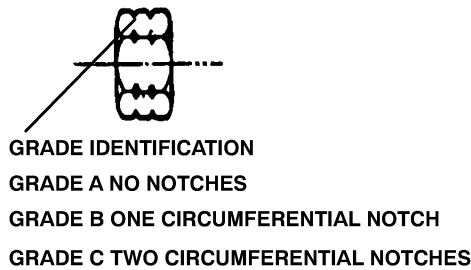 GRADE IDENTIFICATION
GRADE A NO NOTCHES
GRADE B ONE CIRCUMFERENTIAL NOTCH
GRADE C TWO CIRCUMFERENTIAL NOTCHES